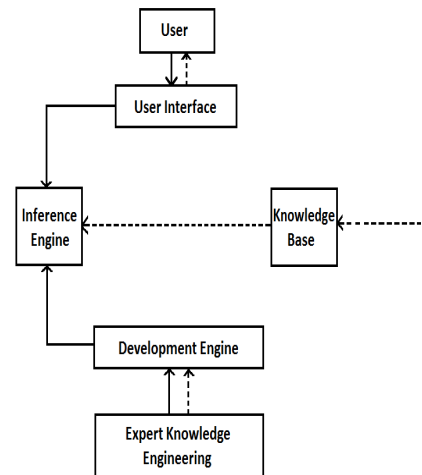 User
User Interface
Inference
Engine
Knowledge
Base
Development Engine
Expert Knowledge
Engineering